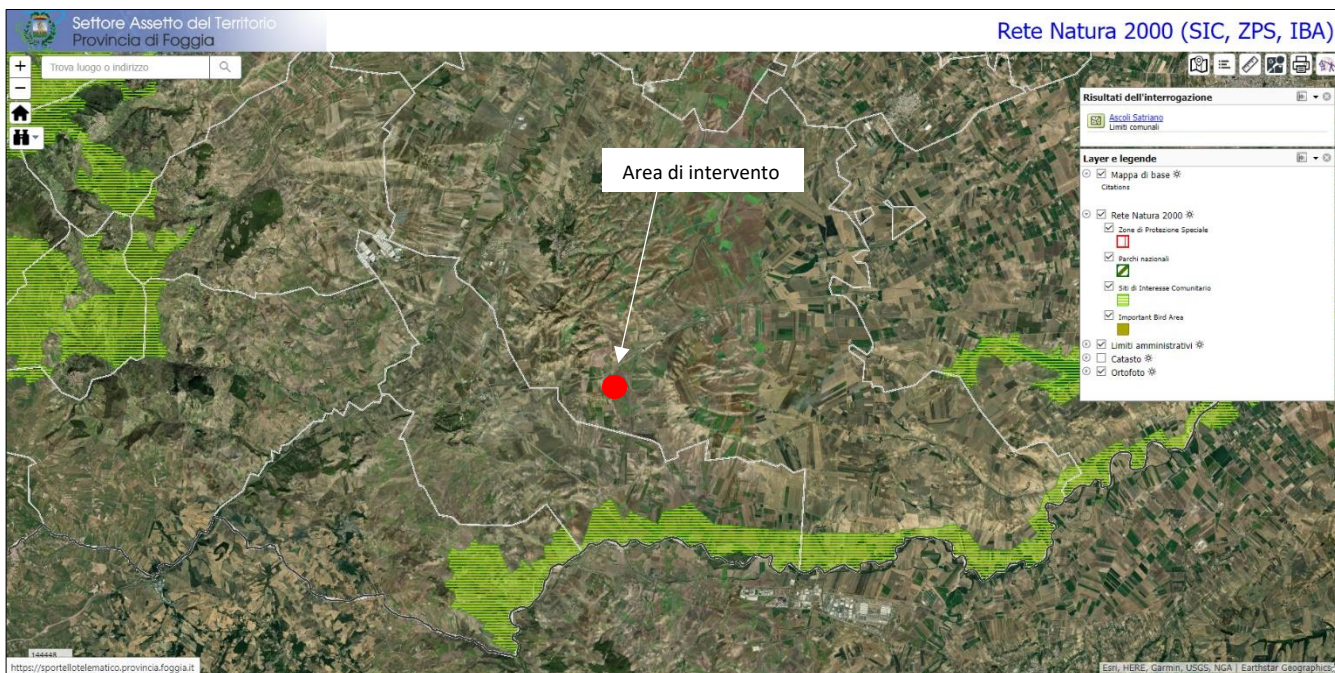 Settore Assetto del Territorio
Provincia di Foggia
Rete Natura 2000 (SIC, ZPS, IBA)
+
Trova luogo o indirizzo
−
Risultati dell'interrogazione
Ascoli Satriano
Limiti comunali
Area di intervento
Layer e legende
Mappa di base
Citations
Rete Natura 2000
Zone di Protezione Speciale
Parchi nazionali
Siti di Interesse Comunitario
Important Bird Area
Limiti amministrativi
Catasto
Ortofoto
144448
https://sportellotelematico.provincia.foggia.it
Esri, HERE, Garmin, USGS, NGA | Earthstar Geographics